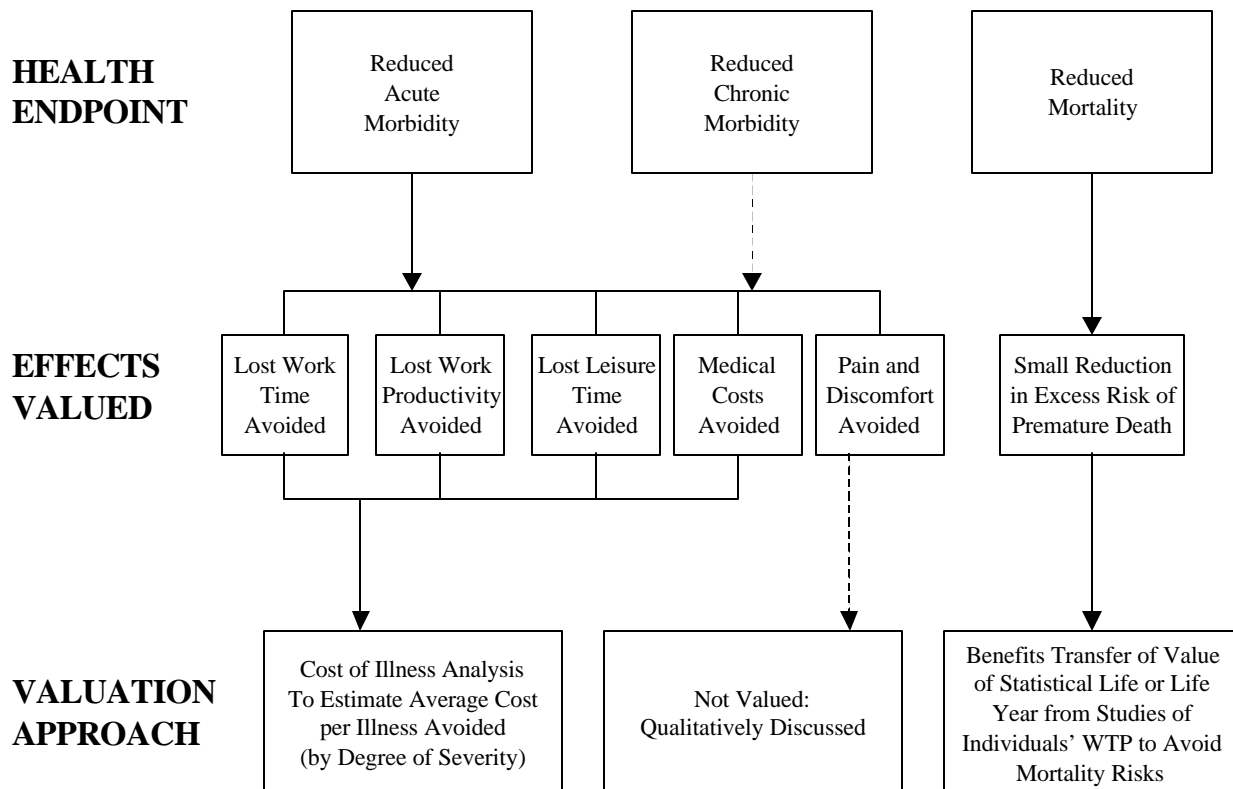 HEALTH
ENDPOINT
Reduced
Acute
Morbidity
Reduced
Chronic
Morbidity
Reduced
Mortality
EFFECTS
VALUED
Lost Work
Time
Avoided
Lost Work
Productivity
Avoided
Lost Leisure
Time
Avoided
Medical
Costs
Avoided
Pain and
Discomfort
Avoided
Small Reduction
in Excess Risk of
Premature Death
VALUATION
APPROACH
Cost of Illness Analysis
To Estimate Average Cost
per Illness Avoided
(by Degree of Severity)
Not Valued:
Qualitatively Discussed
Benefits Transfer of Value
of Statistical Life or Life
Year from Studies of
Individuals’ WTP to Avoid
Mortality Risks